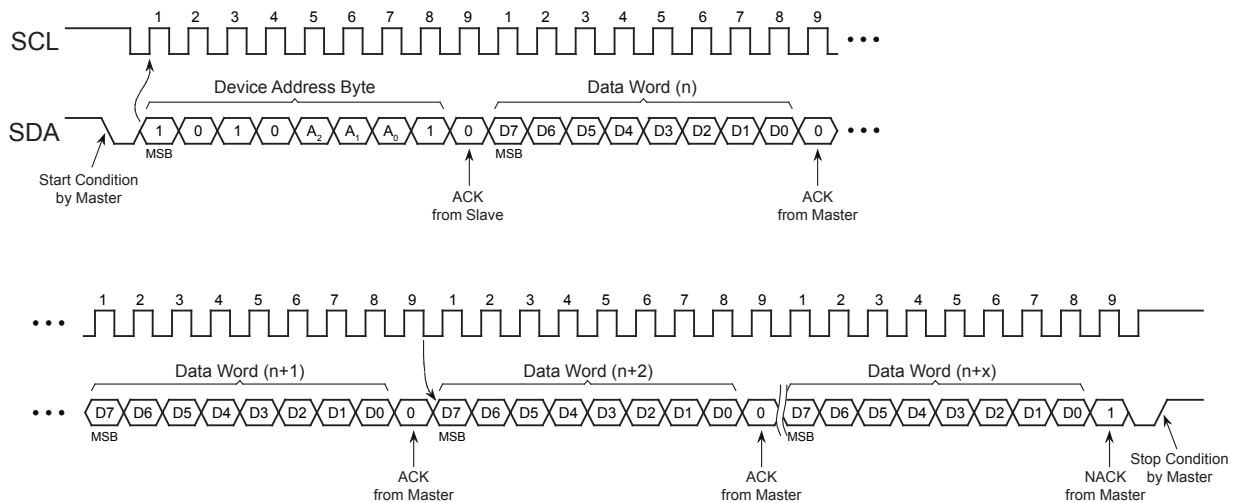 1 2 3 4 5 6 7 8 9 1 2 3 4 5 6 7 8 9
SCL
Device Address Byte Data Word (n)
SDA 1 0 1 0 A2 A1 A0 1 0 D7 D6 D5 D4 D3 D2 D1 D0 0
MSB MSB
Start Condition
by Master
ACK
from Slave
ACK
from Master
1 2 3 4 5 6 7 8 9 1 2 3 4 5 6 7 8 9 1 2 3 4 5 6 7 8 9
Data Word (n+1) Data Word (n+2) Data Word (n+x)
D7 D6 D5 D4 D3 D2 D1 D0 0 D7 D6 D5 D4 D3 D2 D1 D0 0 D7 D6 D5 D4 D3 D2 D1 D0 1
MSB MSB MSB
ACK
from Master
ACK
from Master
NACK
from Master
Stop Condition
by Master